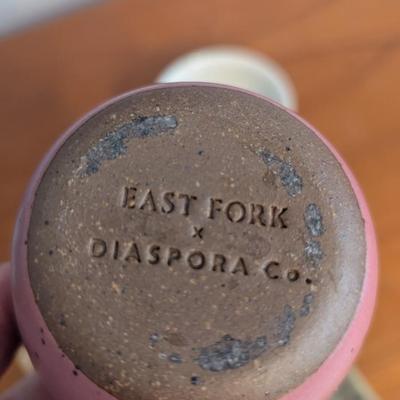 EAST FORK
×
DIASPORA Co.